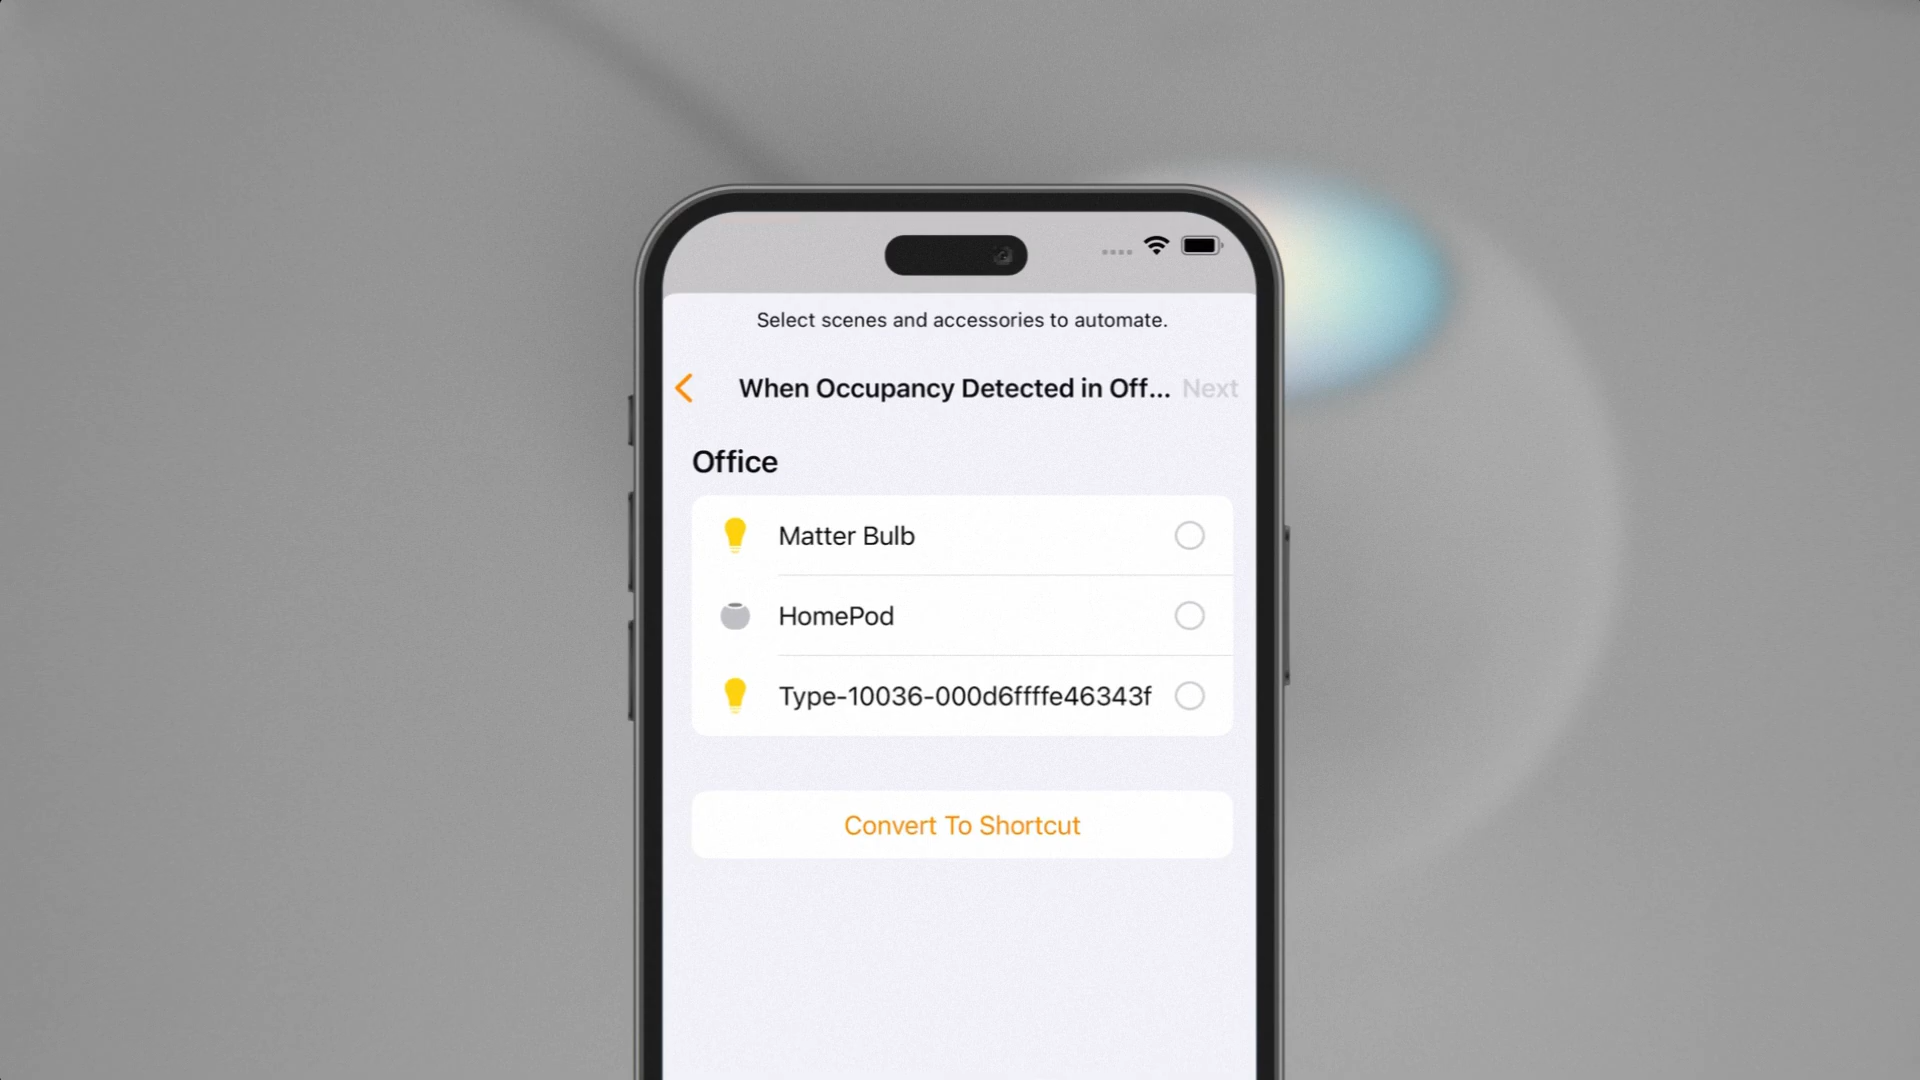 Select scenes and accessories to automate.
When Occupancy Detected in Off... Next
Office
Matter Bulb
HomePod
Type-10036-000d6ffffe46343f
Convert To Shortcut